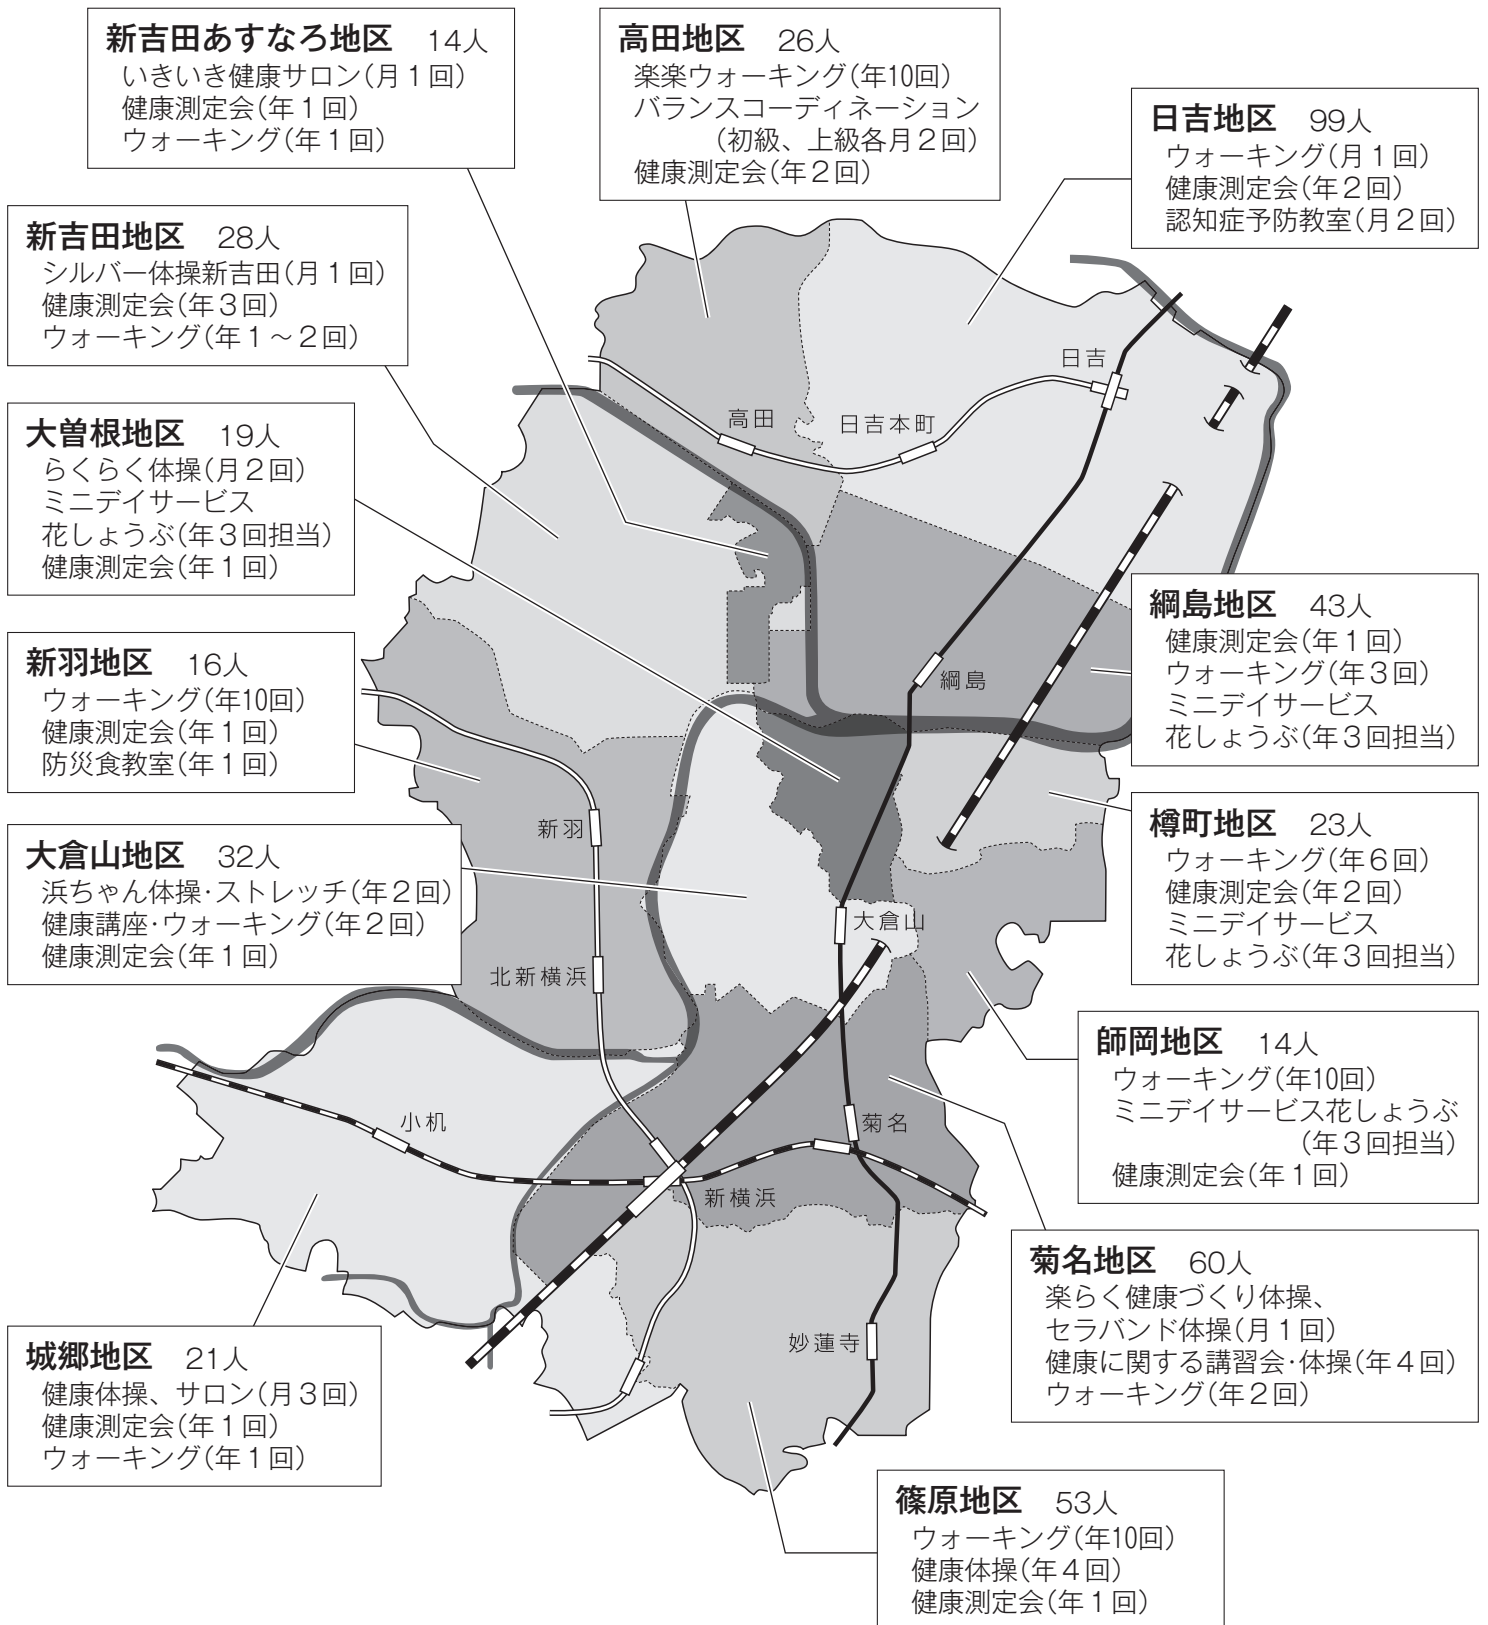 新吉田あすなろ地区 14人
いきいき健康サロン(月1回)
健康測定会(年1回)
ウォーキング(年1回)
高田地区 26人
楽楽ウォーキング(年10回)
バランスコーディネーション
(初級、上級各月2回)
健康測定会(年2回)
日吉地区 99人
ウォーキング(月1回)
健康測定会(年2回)
認知症予防教室(月2回)
新吉田地区 28人
シルバー体操新吉田(月1回)
健康測定会(年3回)
ウォーキング(年1~2回)
大曽根地区 19人
らくらく体操(月2回)
ミニデイサービス
花しょうぶ(年3回担当)
健康測定会(年1回)
新羽地区 16人
ウォーキング(年10回)
健康測定会(年1回)
防災食教室(年1回)
大倉山地区 32人
浜ちゃん体操・ストレッチ(年2回)
健康講座・ウォーキング(年2回)
健康測定会(年1回)
綱島地区 43人
健康測定会(年1回)
ウォーキング(年3回)
ミニデイサービス
花しょうぶ(年3回担当)
樽町地区 23人
ウォーキング(年6回)
健康測定会(年2回)
ミニデイサービス
花しょうぶ(年3回担当)
師岡地区 14人
ウォーキング(年10回)
ミニデイサービス花しょうぶ
(年3回担当)
健康測定会(年1回)
菊名地区 60人
楽らく健康づくり体操、
セラバンド体操(月1回)
健康に関する講習会・体操(年4回)
ウォーキング(年2回)
城郷地区 21人
健康体操、サロン(月3回)
健康測定会(年1回)
ウォーキング(年1回)
篠原地区 53人
ウォーキング(年10回)
健康体操(年4回)
健康測定会(年1回)
日吉
高田
日吉本町
綱島
新羽
大倉山
北新横浜
小机
菊名
新横浜
妙蓮寺